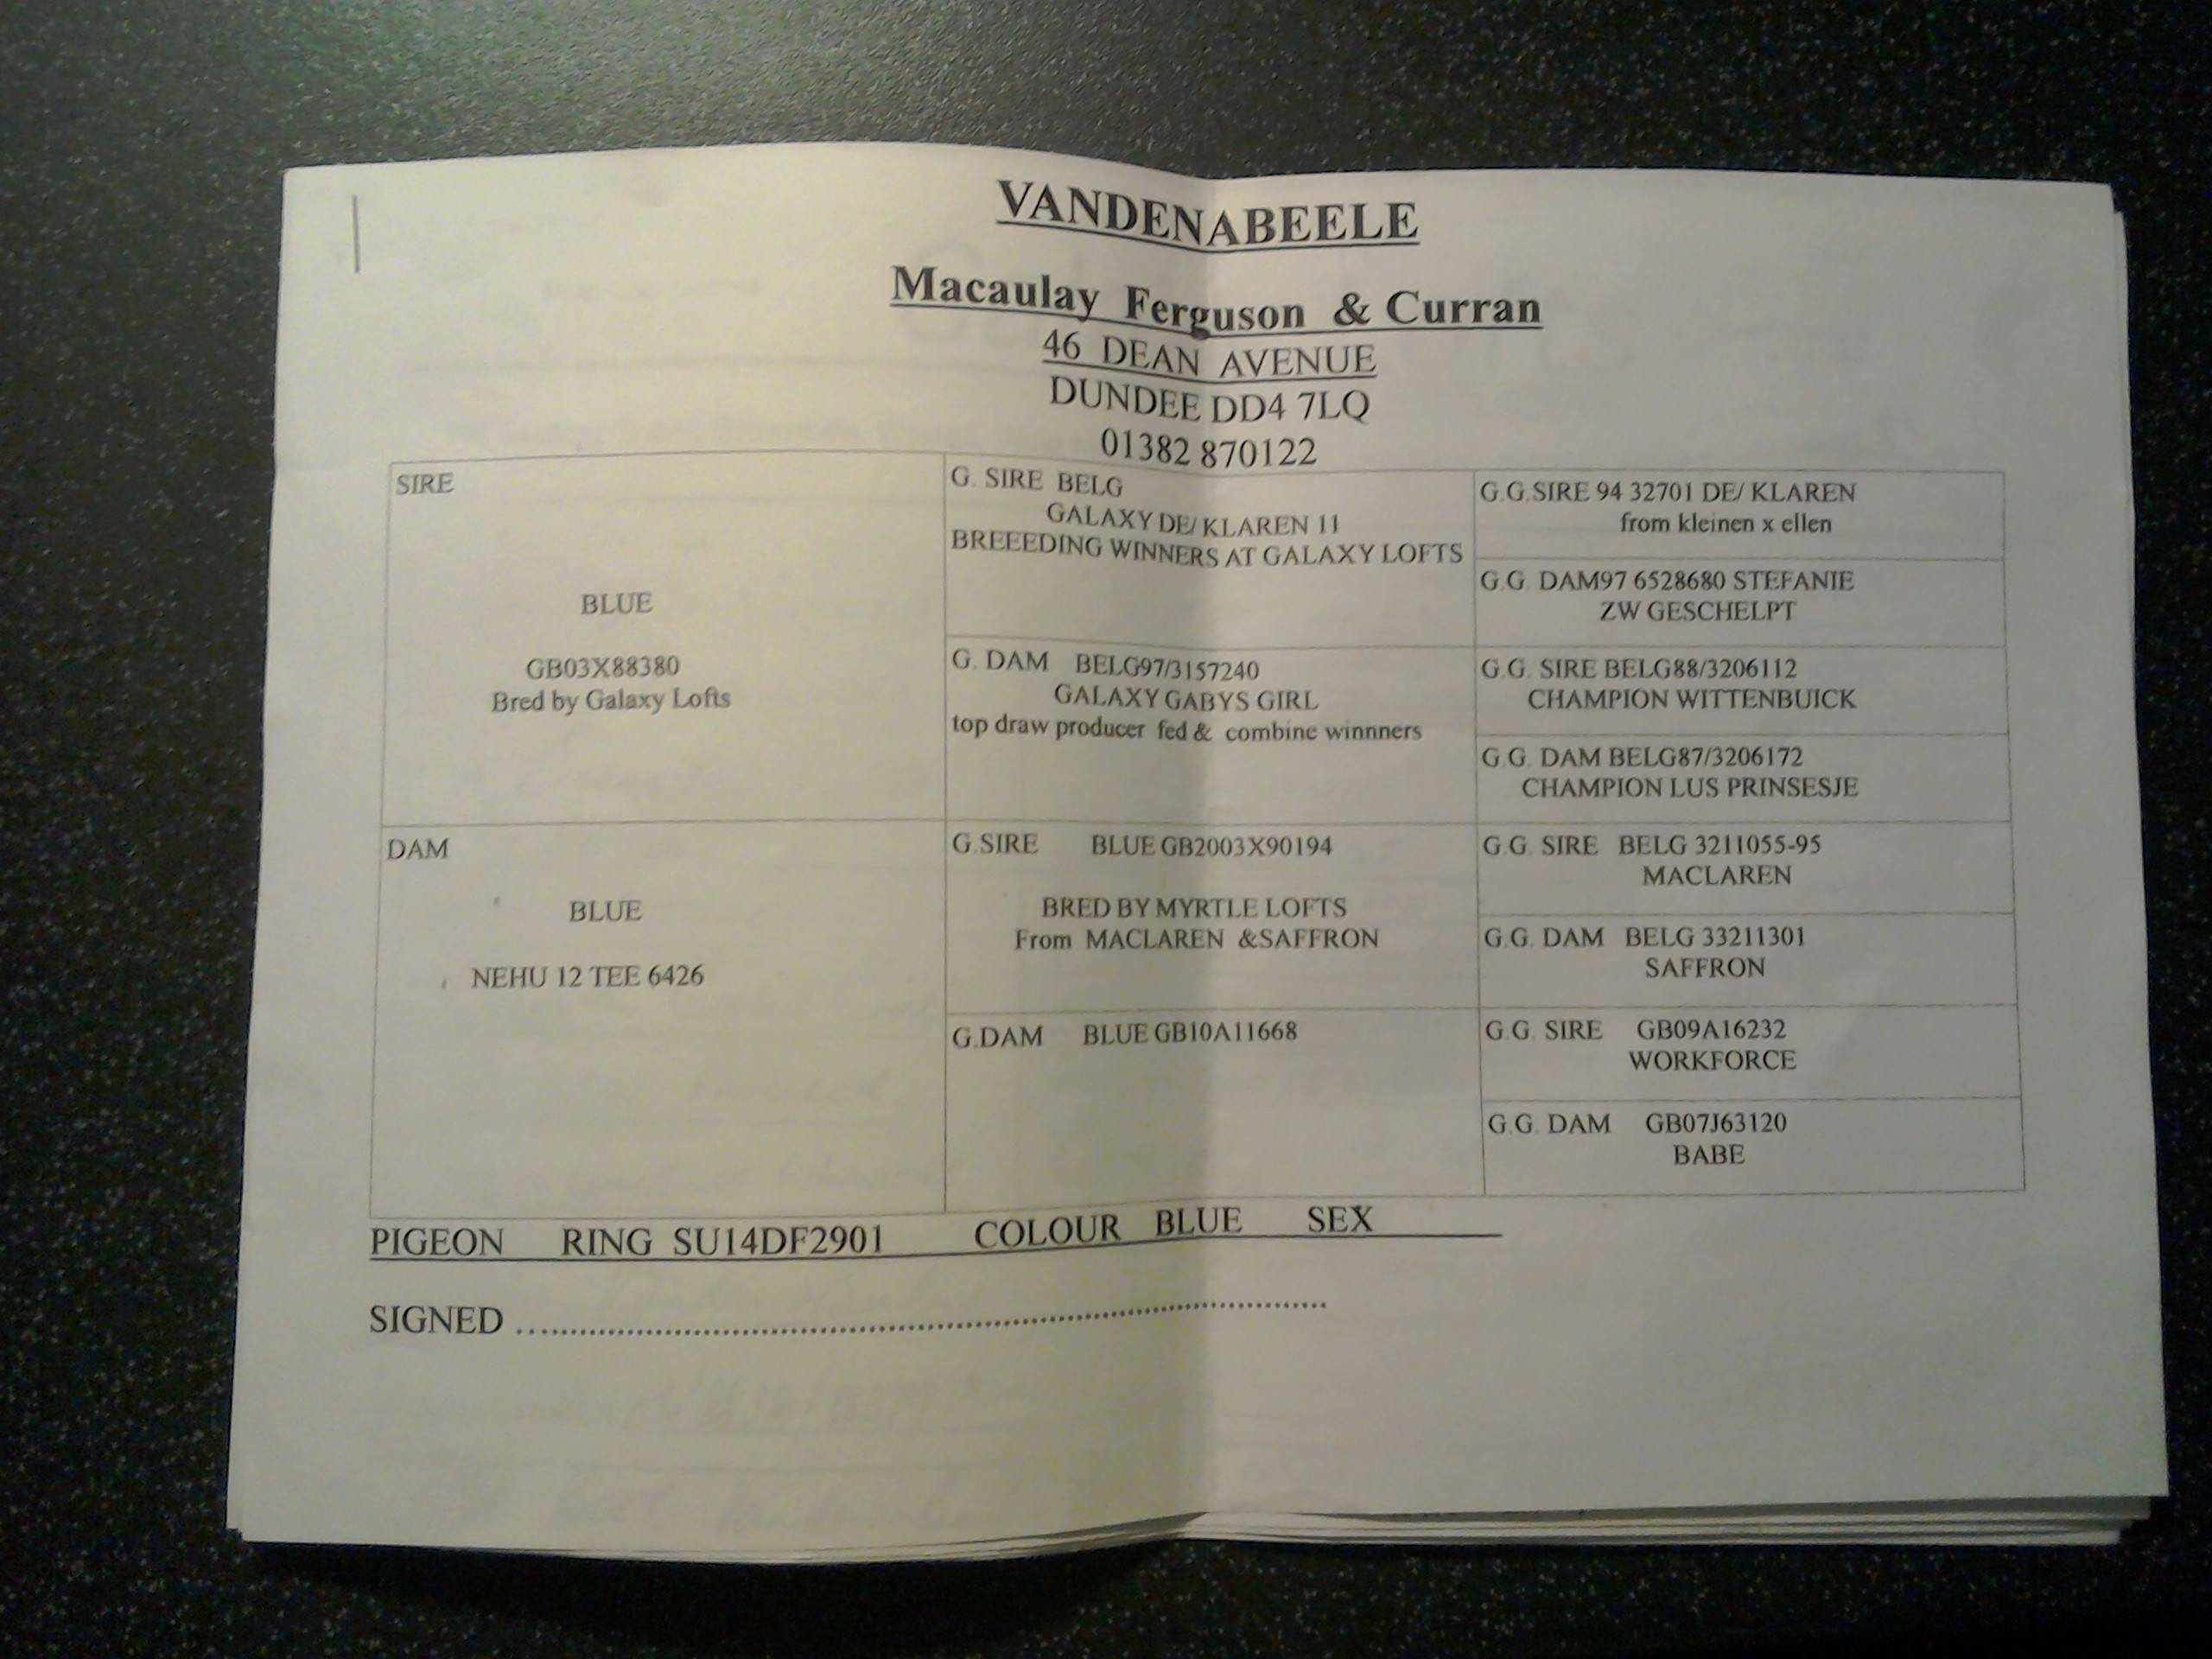 VANDENABEELE
Macaulay Ferguson & Curran
46 DEAN AVENUE
DUNDEE DD4 7LQ
01382 870122
SIRE
BLUE
GB03X88380
Bred by Galaxy Lofts
G. SIRE BELG
GALAXY DE/ KLAREN 11
BREEEDING WINNERS AT GALAXY LOFTS
G. DAM BELG97/3157240
GALAXY GABYS GIRL
top draw producer fed & combine winnners
G.G.SIRE 94 32701 DE/ KLAREN
from kleinen x ellen
G.G. DAM97 6528680 STEFANIE
ZW GESCHELPT
G.G. SIRE BELG88/3206112
CHAMPION WITTENBUICK
G.G. DAM BELG87/3206172
CHAMPION LUS PRINSESJE
DAM
BLUE
NEHU 12 TEE 6426
G.SIRE BLUE GB2003X90194
BRED BY MYRTLE LOFTS
From MACLAREN &SAFFRON
G.DAM BLUE GB10A11668
G.G. SIRE BELG 3211055-95
MACLAREN
G.G. DAM BELG 33211301
SAFFRON
G.G. SIRE GB09A16232
WORKFORCE
G.G. DAM GB07J63120
BABE
PIGEON RING SU14DF2901 COLOUR BLUE SEX
SIGNED ................................................................................